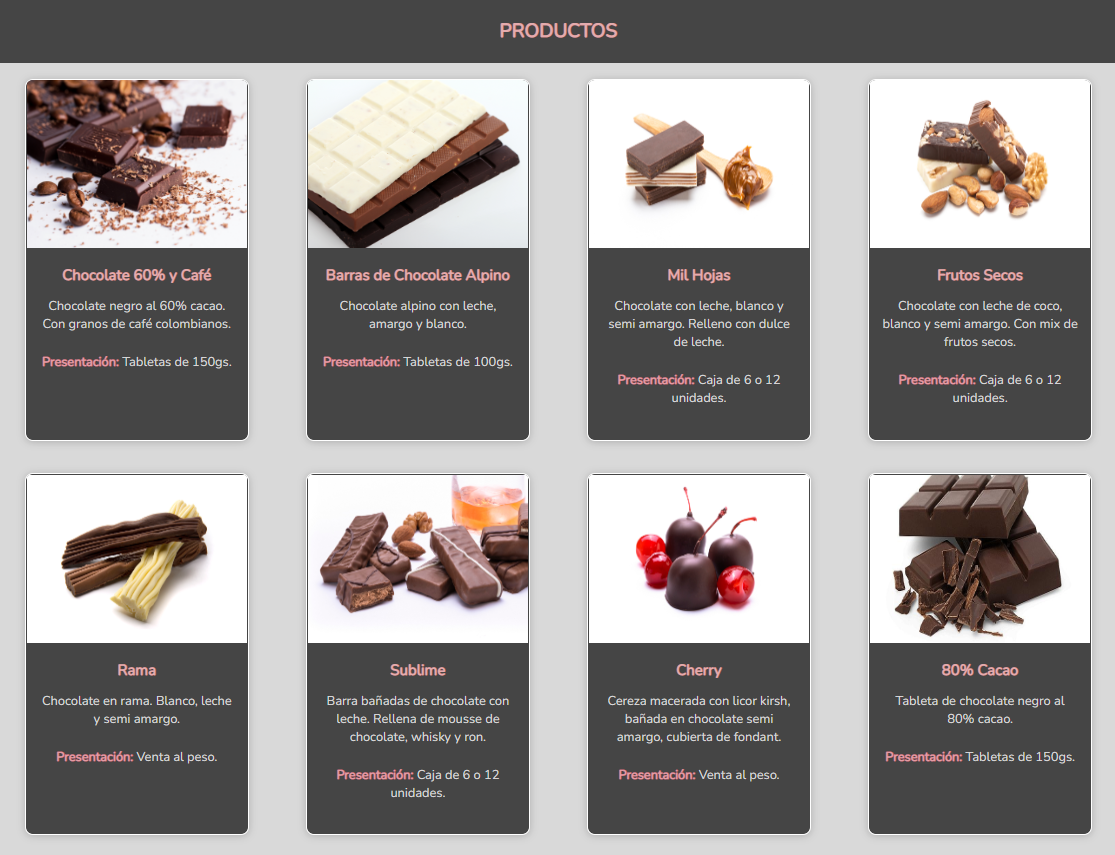 PRODUCTOS
Chocolate 60% y Café
Chocolate negro al 60% cacao.
Con granos de café colombianos.
Presentación: Tabletas de 150gs.
Barras de Chocolate Alpino
Chocolate alpino con leche,
amargo y blanco.
Presentación: Tabletas de 100gs.
Mil Hojas
Chocolate con leche, blanco y
semi amargo. Relleno con dulce
de leche.
Presentación: Caja de 6 o 12
unidades.
Frutos Secos
Chocolate con leche de coco,
blanco y semi amargo. Con mix de
frutos secos.
Presentación: Caja de 6 o 12
unidades.
Rama
Chocolate en rama. Blanco, leche
y semi amargo.
Presentación: Venta al peso.
Sublime
Barra bañadas de chocolate con
leche. Rellena de mousse de
chocolate, whisky y ron.
Presentación: Caja de 6 o 12
unidades.
Cherry
Cereza macerada con licor kirsh,
bañada en chocolate semi
amargo, cubierta de fondant.
Presentación: Venta al peso.
80% Cacao
Tableta de chocolate negro al
80% cacao.
Presentación: Tabletas de 150gs.